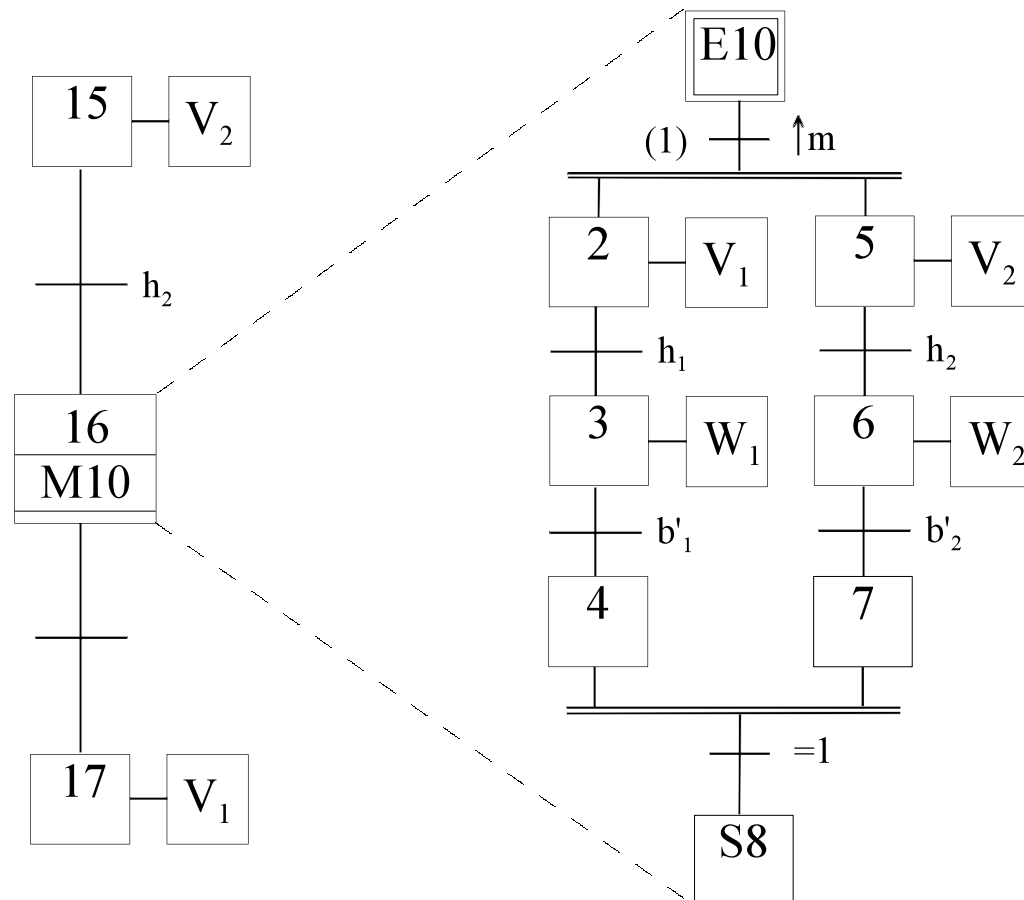 15 V₂
h₂
16
M10
17 V₁
E10
(1) ↑m
2 V₁ 5 V₂
h₁ h₂
3 W₁ 6 W₂
b'₁ b'₂
4 7
=1
S8